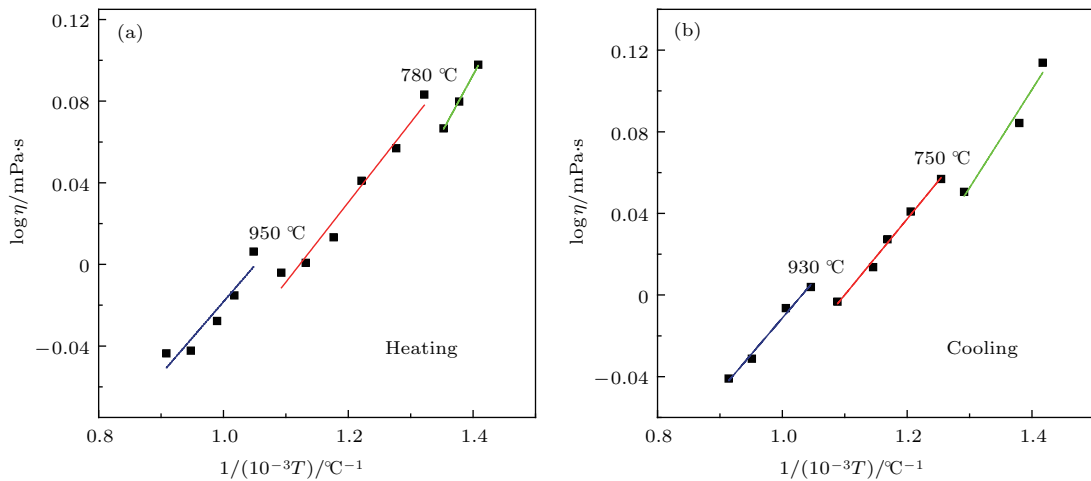 (a)
0.12
0.08
0.04
0
−0.04
log η/mPa·s
780 ℃
950 ℃
Heating
0.8
1.0
1.2
1.4
1/(10⁻³T)/℃⁻¹
(b)
0.12
0.08
0.04
0
−0.04
log η/mPa·s
750 ℃
930 ℃
Cooling
0.8
1.0
1.2
1.4
1/(10⁻³T)/℃⁻¹